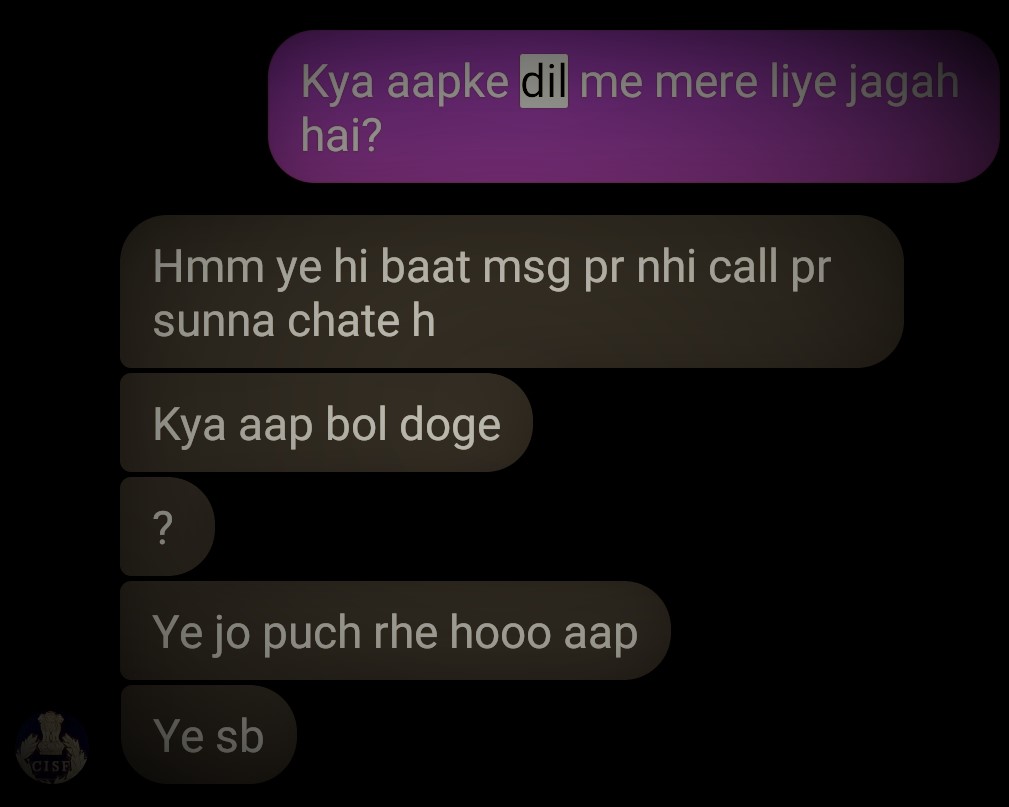 Kya aapke dil me mere liye jagah
hai?
Hmm ye hi baat msg pr nhi call pr
sunna chate h
Kya aap bol doge
?
Ye jo puch rhe hooo aap
Ye sb
CISF